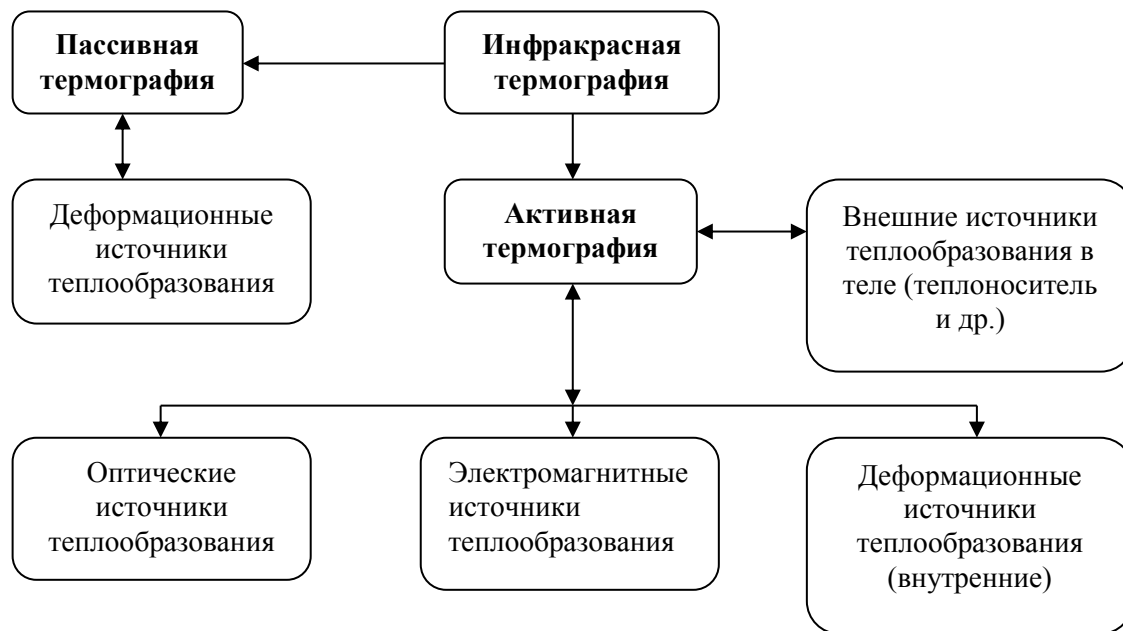 Пассивная
термография
Инфракрасная
термография
Деформационные
источники
теплообразования
Активная
термография
Внешние источники
теплообразования в
теле (теплоноситель
и др.)
Оптические
источники
теплообразования
Электромагнитные
источники
теплообразования
Деформационные
источники
теплообразования
(внутренние)